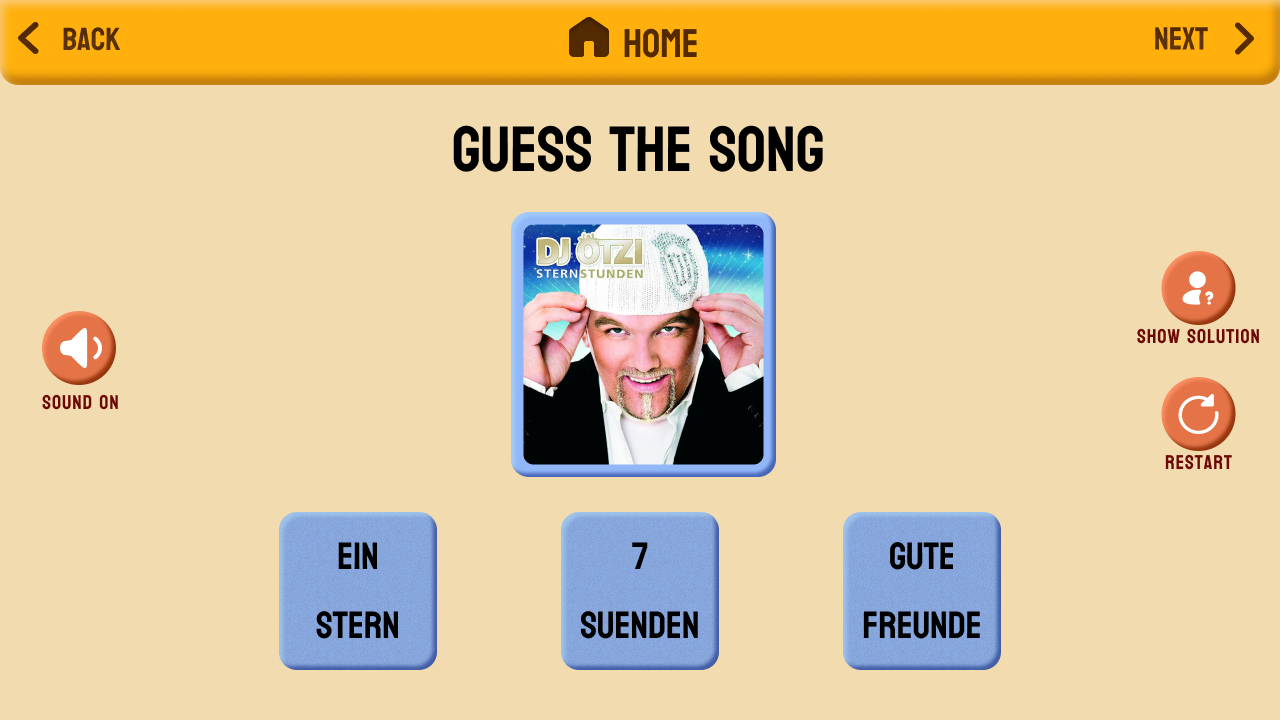 BACK
HOME
NEXT
GUESS THE SONG
DJ ÖTZI
STERNSTUNDEN
SOUND ON
SHOW SOLUTION
RESTART
EIN
STERN
7
SUENDEN
GUTE
FREUNDE